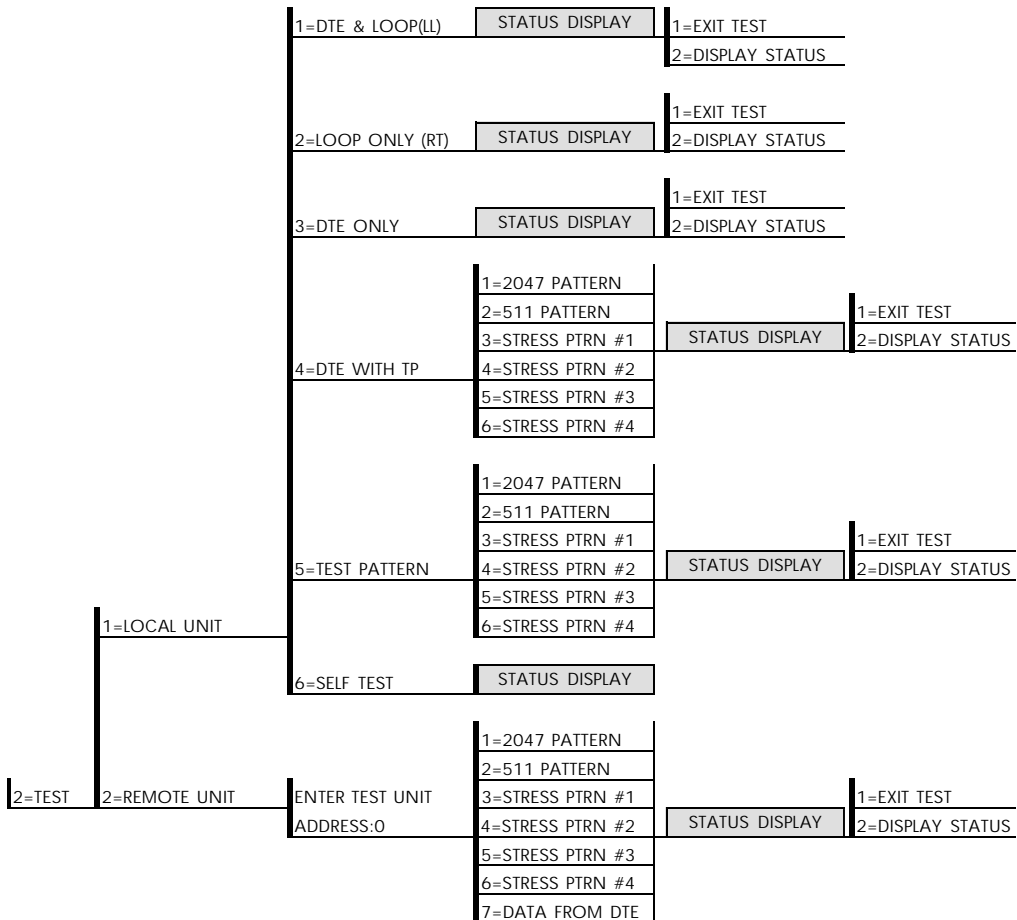 1=DTE & LOOP(LL)
STATUS DISPLAY
1=EXIT TEST
2=DISPLAY STATUS
2=LOOP ONLY (RT)
STATUS DISPLAY
1=EXIT TEST
2=DISPLAY STATUS
3=DTE ONLY
STATUS DISPLAY
1=EXIT TEST
2=DISPLAY STATUS
4=DTE WITH TP
1=2047 PATTERN
2=511 PATTERN
3=STRESS PTRN #1
4=STRESS PTRN #2
5=STRESS PTRN #3
6=STRESS PTRN #4
STATUS DISPLAY
1=EXIT TEST
2=DISPLAY STATUS
5=TEST PATTERN
1=2047 PATTERN
2=511 PATTERN
3=STRESS PTRN #1
4=STRESS PTRN #2
5=STRESS PTRN #3
6=STRESS PTRN #4
STATUS DISPLAY
1=EXIT TEST
2=DISPLAY STATUS
1=LOCAL UNIT
6=SELF TEST
STATUS DISPLAY
2=TEST
2=REMOTE UNIT
ENTER TEST UNIT
ADDRESS:0
1=2047 PATTERN
2=511 PATTERN
3=STRESS PTRN #1
4=STRESS PTRN #2
5=STRESS PTRN #3
6=STRESS PTRN #4
7=DATA FROM DTE
STATUS DISPLAY
1=EXIT TEST
2=DISPLAY STATUS